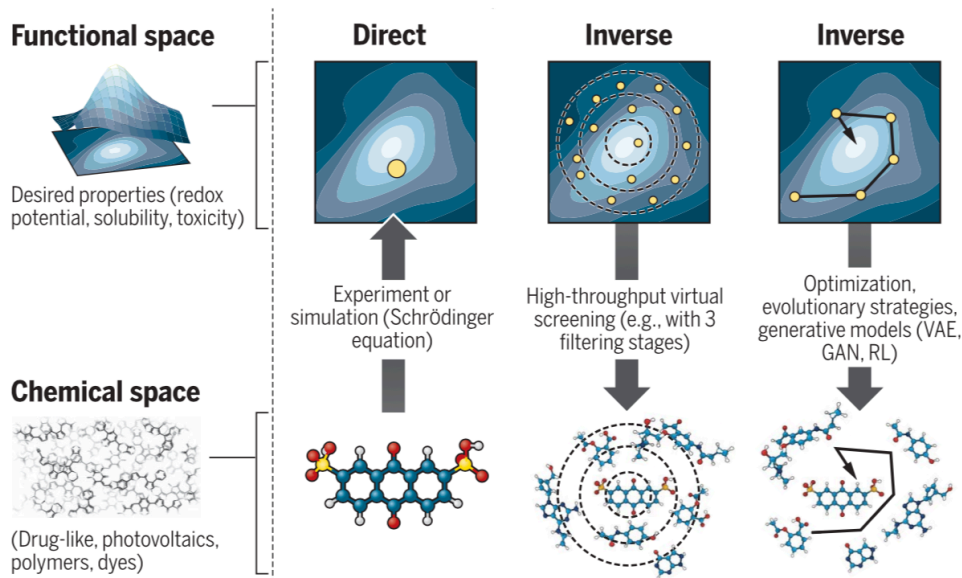 Functional space
Desired properties (redox
potential, solubility, toxicity)
Chemical space
(Drug-like, photovoltaics,
polymers, dyes)
Direct
Experiment or
simulation (Schrödinger
equation)
Inverse
High-throughput virtual
screening (e.g., with 3
filtering stages)
Inverse
Optimization,
evolutionary strategies,
generative models (VAE,
GAN, RL)